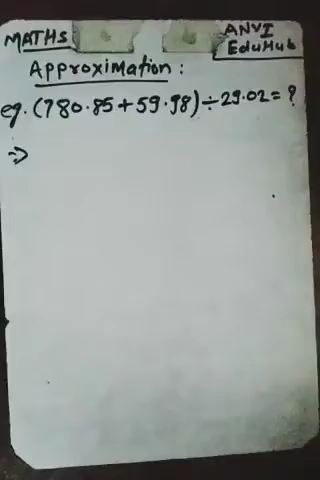 MATHS
ANVI
EduHub
Approximation :
eg. (780.85 + 59.98) ÷ 29.02 = ?
⇒